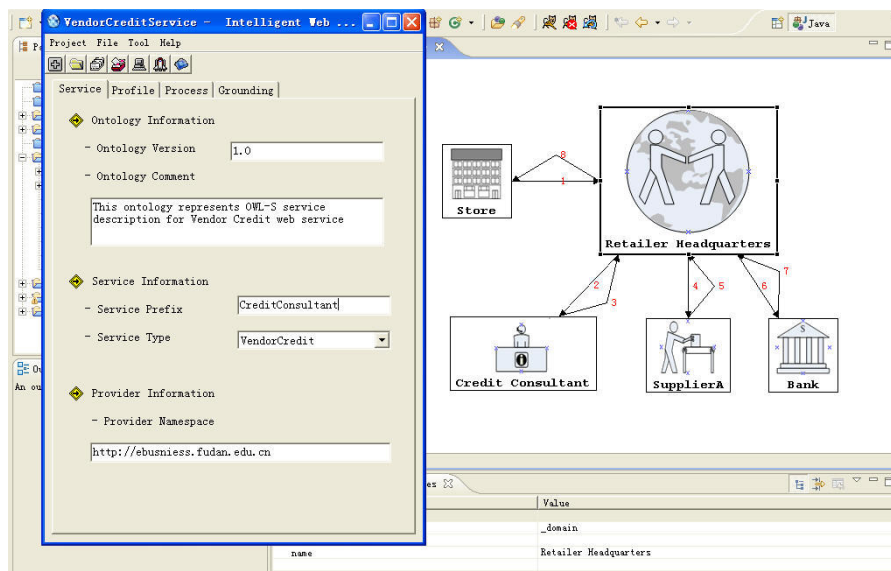 VendorCreditService - Intelligent Web ...
Project File Tool Help
Service Profile Process Grounding
Ontology Information
- Ontology Version 1.0
- Ontology Comment
This ontology represents OWL-S service
description for Vendor Credit web service
Service Information
- Service Prefix CreditConsultant
- Service Type VendorCredit
Provider Information
- Provider Namespace
http://ebusniess.fudan.edu.cn
An ou
Java
8
1
Store
Retailer Headquarters
2
3
4
5
6
7
Credit Consultant
SupplierA
S
Bank
es
Value
_domain
name Retailer Headquarters